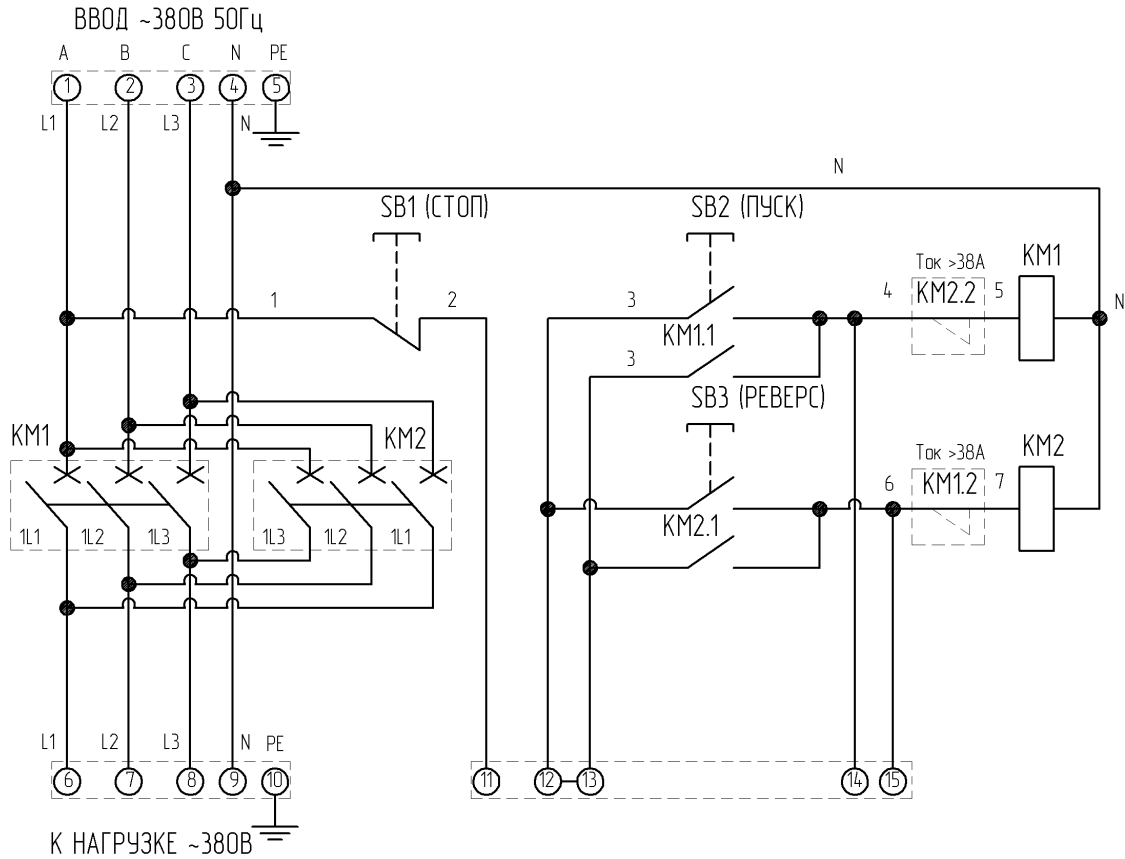 ВВОД ~380В 50Гц
A B C N PE
1 2 3 4 5
L1 L2 L3 N
N
SB1 (СТОП) SB2 (ПУСК)
Ток >38А KM1
1 2 3 4 KM2.2 5 N
KM1.1
3
SB3 (РЕВЕРС)
KM1 KM2
Ток >38А KM2
6 KM1.2 7
KM2.1
1L1 1L2 1L3 1L3 1L2 1L1
L1 L2 L3 N PE
6 7 8 9 10 11 12 13 14 15
К НАГРУЗКЕ ~380В